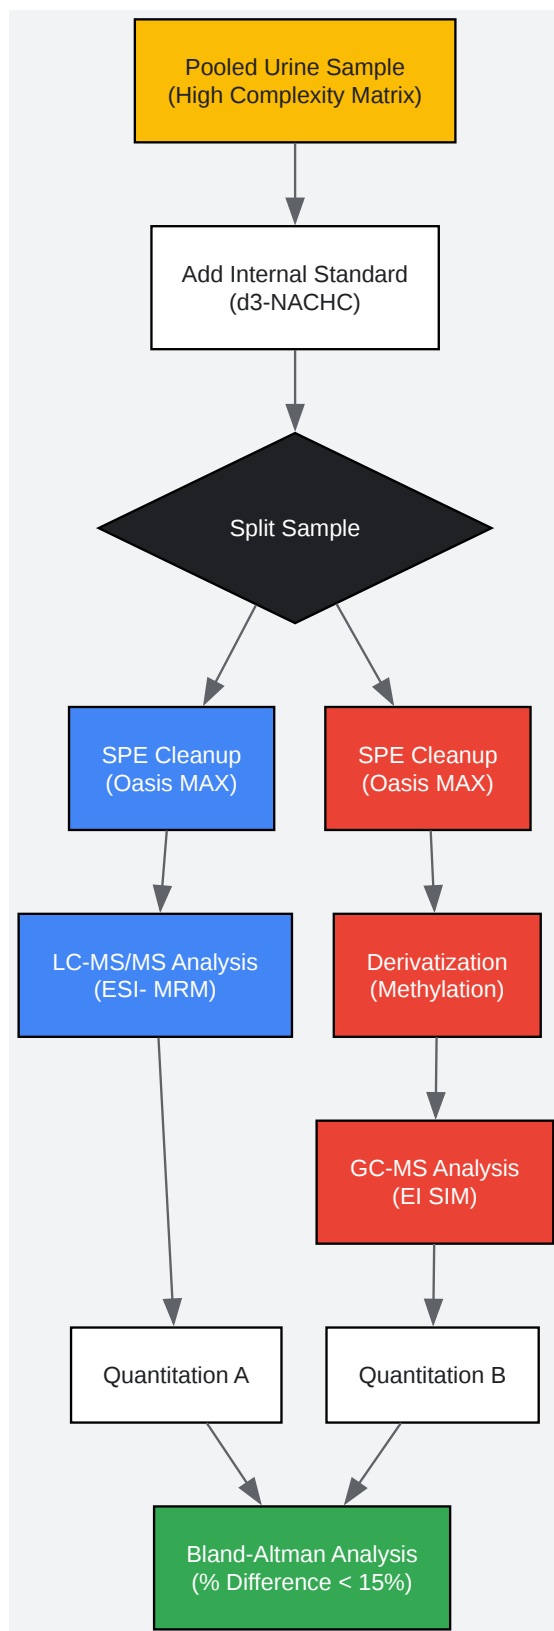 Pooled Urine Sample
(High Complexity Matrix)
Add Internal Standard
(d3-NACHC)
Split Sample
SPE Cleanup
(Oasis MAX)
SPE Cleanup
(Oasis MAX)
LC-MS/MS Analysis
(ESI- MRM)
Derivatization
(Methylation)
GC-MS Analysis
(EI SIM)
Quantitation A
Quantitation B
Bland-Altman Analysis
(% Difference < 15%)